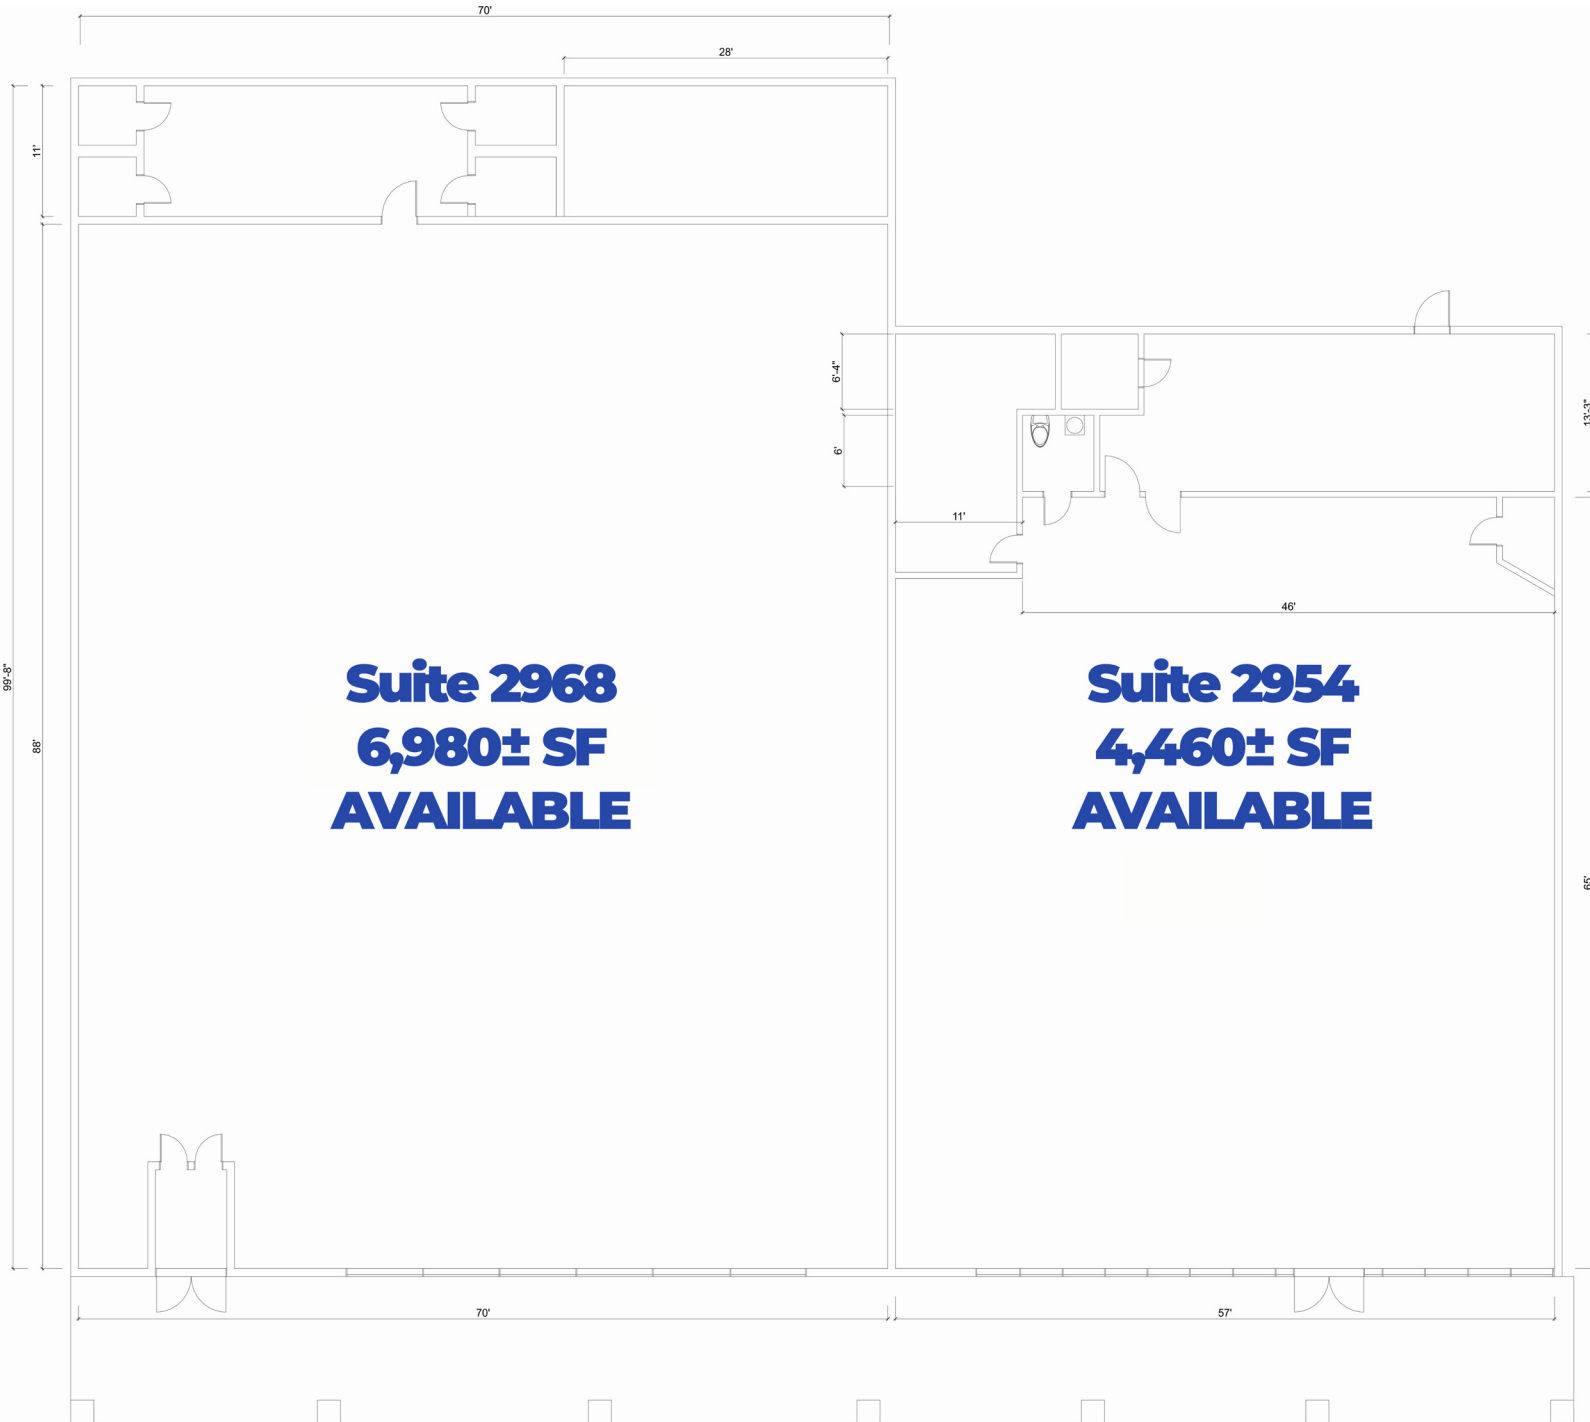 70'
28'
11'
6'-4"
13'-3"
6'
11'
46'
99'-8"
88'
Suite 2968
6,980± SF
AVAILABLE
Suite 2954
4,460± SF
AVAILABLE
65'
70'
57'